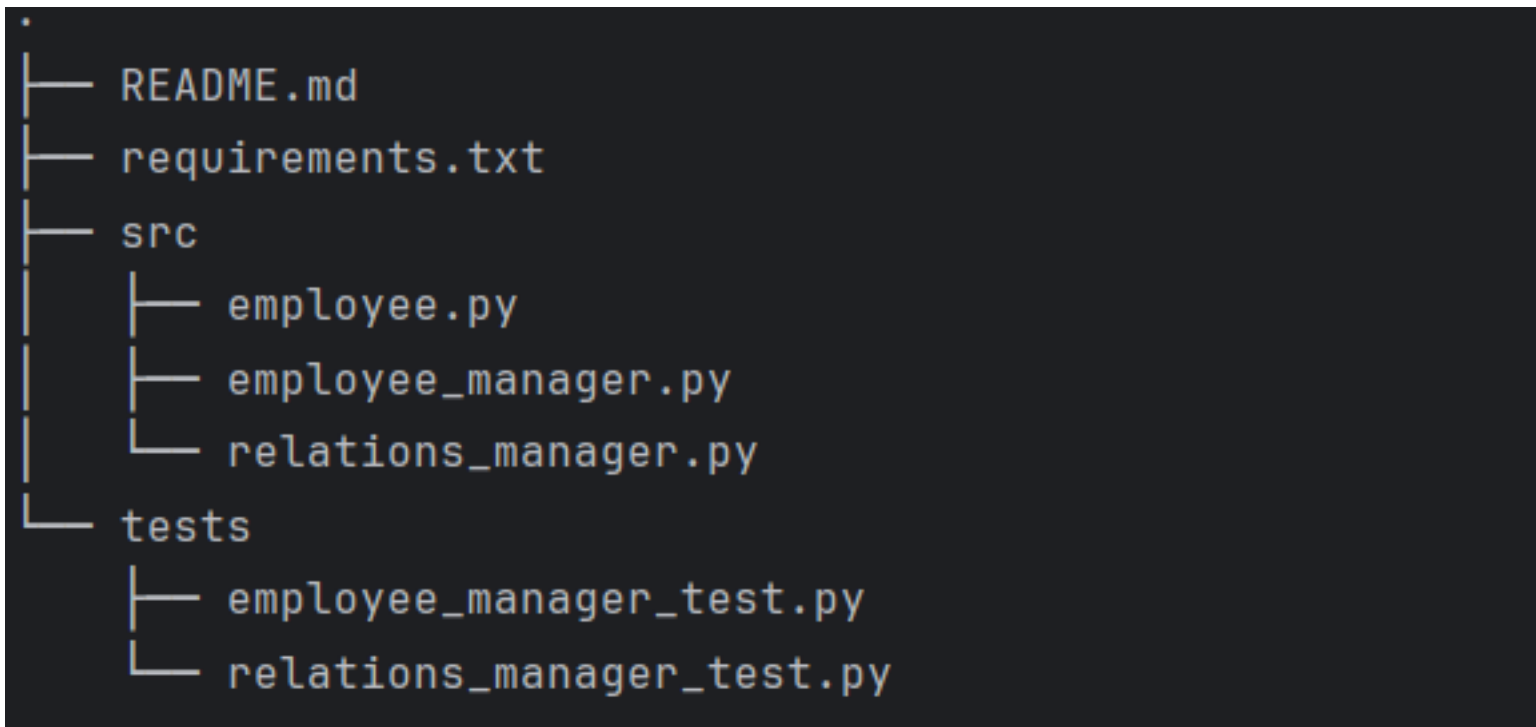 .
├── README.md
├── requirements.txt
├── src
│   ├── employee.py
│   ├── employee_manager.py
│   └── relations_manager.py
└── tests
    ├── employee_manager_test.py
    └── relations_manager_test.py